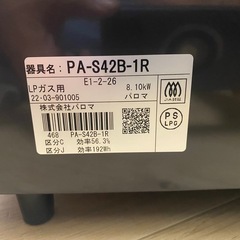 器具名: PA-S42B-1R
E1-2-26
LPガス用 8.10kW
22・03-901005 パロマ
株式会社パロマ
PS
LPG
468 PA-S42B-1R
区分C 効率56.3%
区分J 効率192Wh